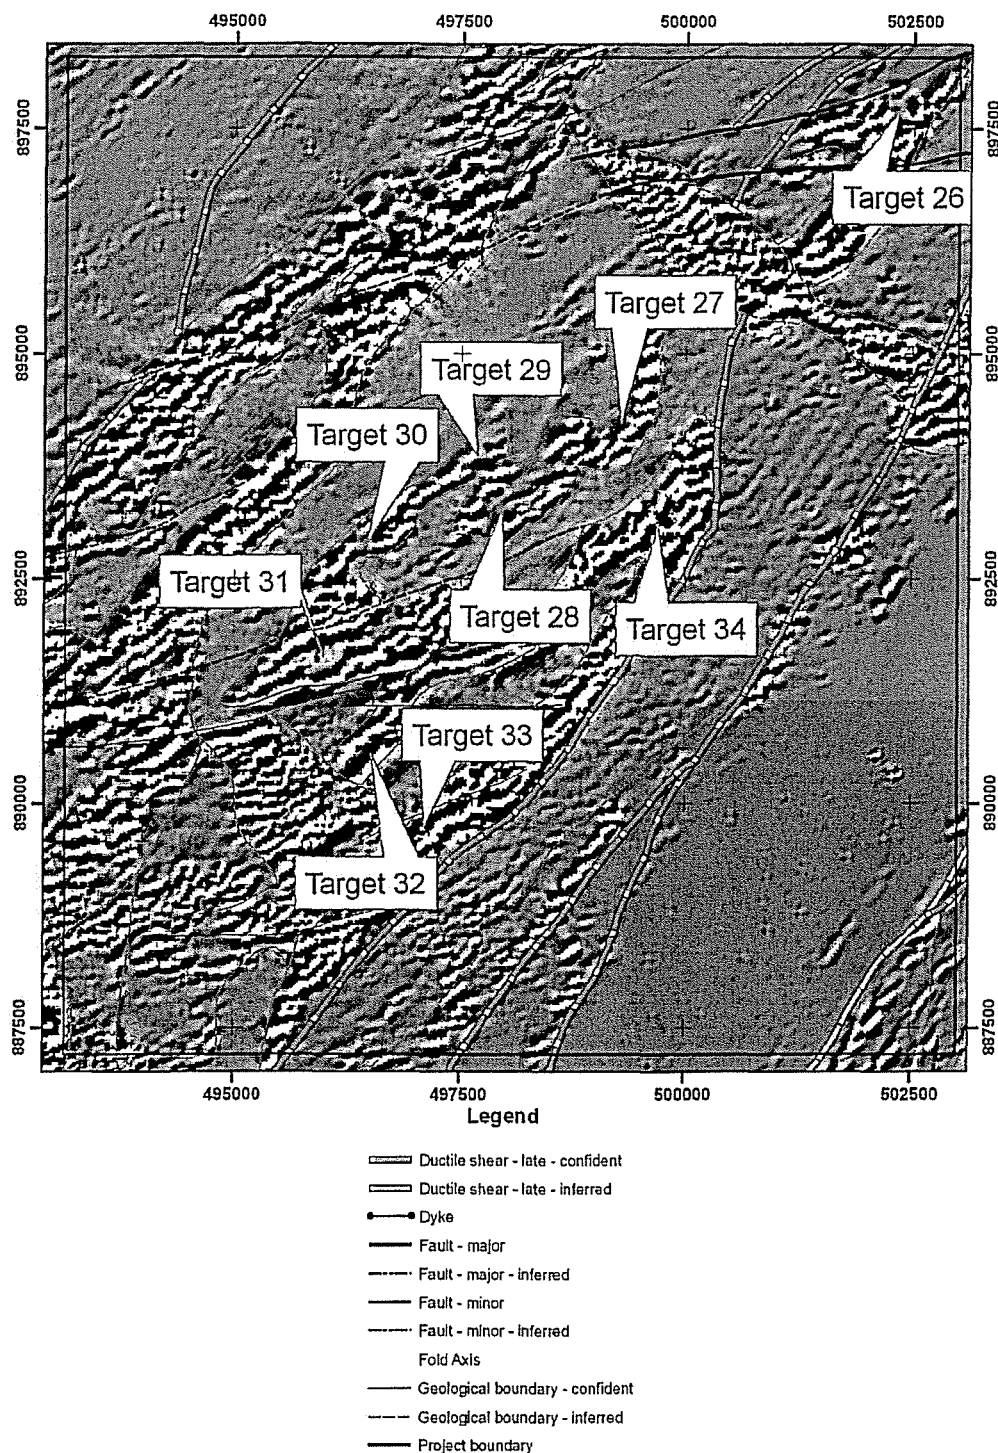 495000 497500 500000 502500
897500 897500
Target 26
Target 27
895000 895000
Target 29
Target 30
892500 892500
Target 31
Target 28
Target 34
Target 33
890000 890000
Target 32
887500 887500
495000 497500 500000 502500
Legend
Ductile shear - late - confident
Ductile shear - late - inferred
Dyke
Fault - major
Fault - major - inferred
Fault - minor
Fault - minor - inferred
Fold Axis
Geological boundary - confident
Geological boundary - inferred
Project boundary